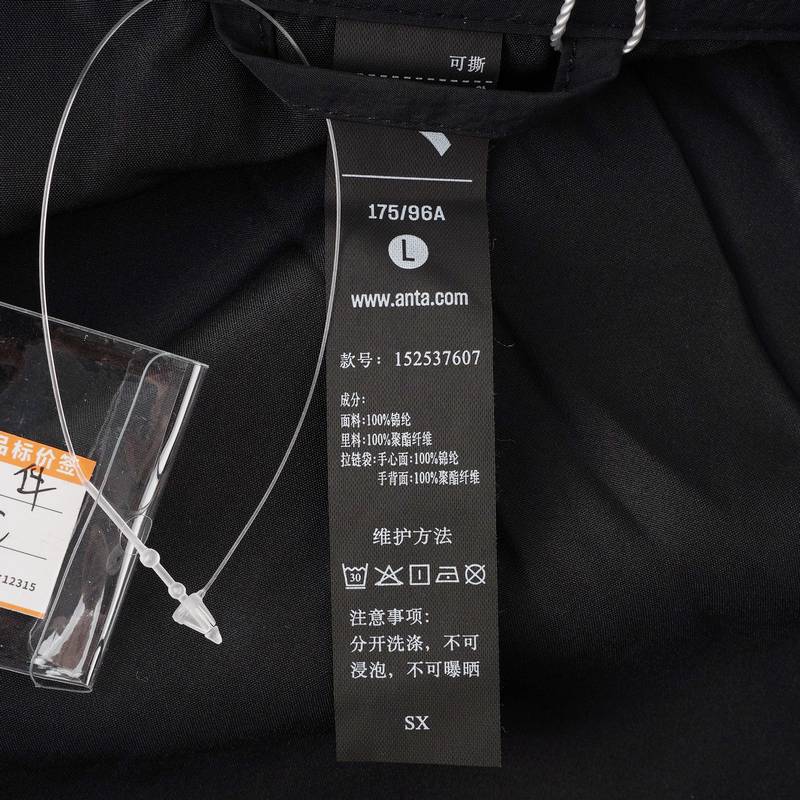 可撕
175/96A
L
www.anta.com
款号: 152537607
成分:
面料:100%锦纶
里料:100%聚酯纤维
拉链袋:手心面:100%锦纶
手背面:100%聚酯纤维
维护方法
30
注意事项:
分开洗涤, 不可
浸泡, 不可曝晒
SX
品标价签
件
12315